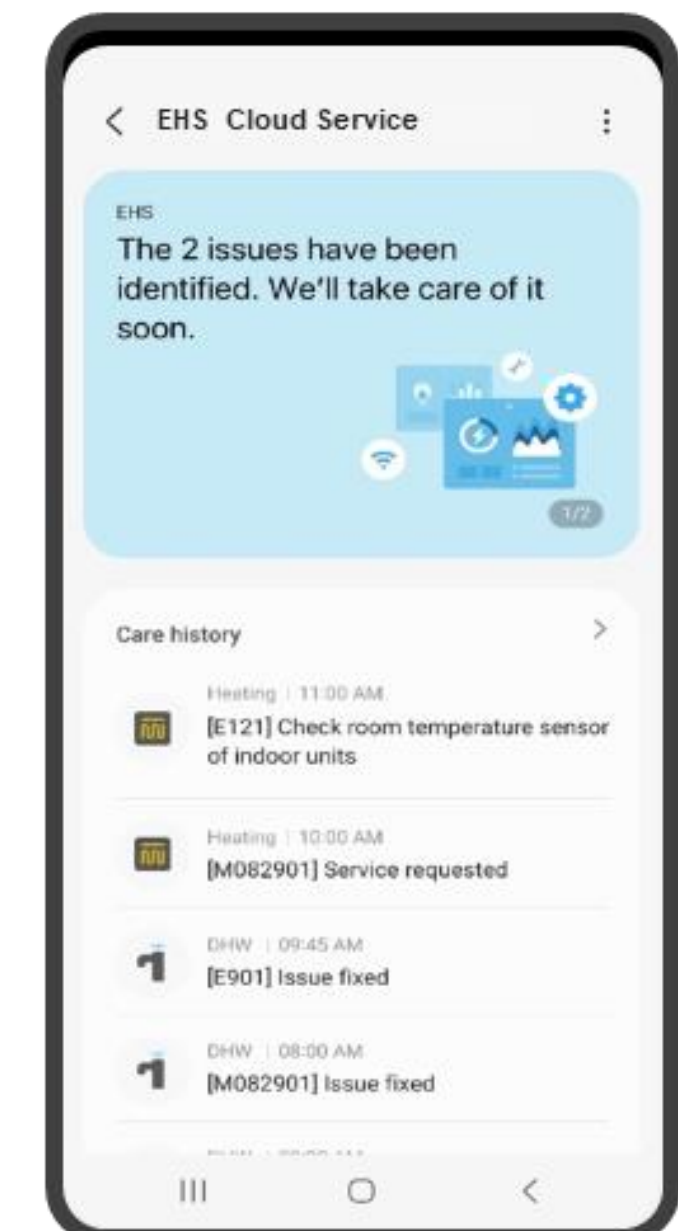 EHS Cloud Service
EHS
The 2 issues have been
identified. We'll take care of it
soon.
1/2
Care history
Heating | 11:00 AM
[E121] Check room temperature sensor
of indoor units
Heating | 10:00 AM
[M082901] Service requested
DHW | 09:45 AM
[E901] Issue fixed
DHW | 08:00 AM
[M082901] Issue fixed